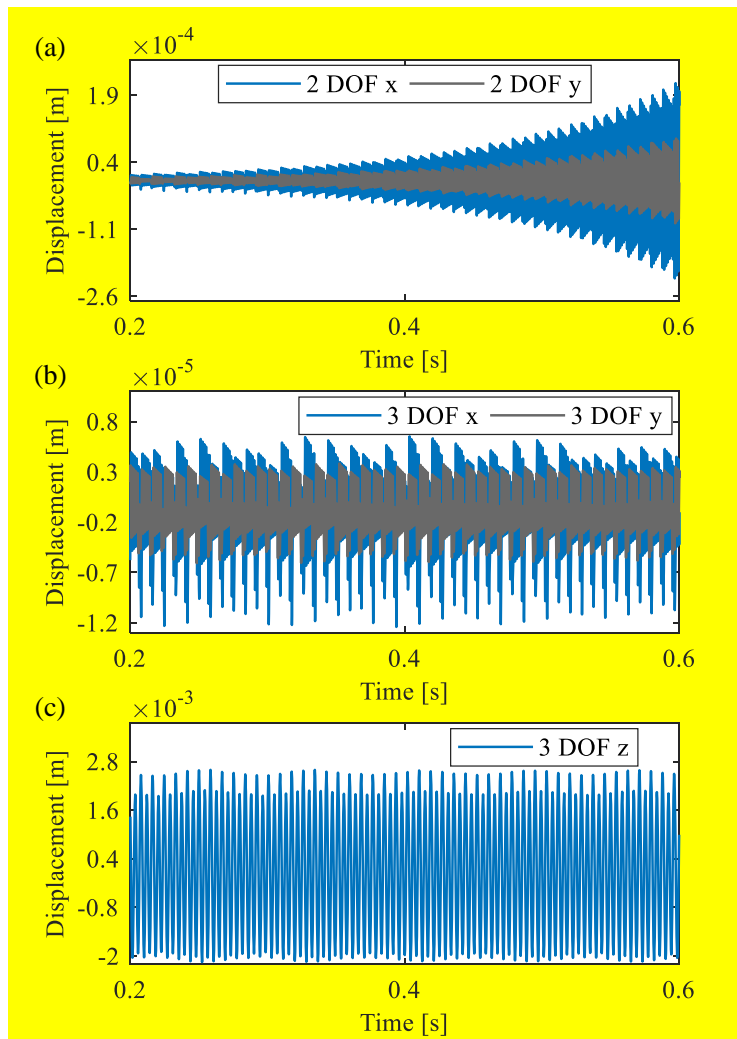 (a)
×10⁻⁴
2 DOF x 2 DOF y
Displacement [m]
1.9
0.4
-1.1
-2.6
0.2 0.4 0.6
Time [s]
(b)
×10⁻⁵
3 DOF x 3 DOF y
Displacement [m]
0.8
0.3
-0.2
-0.7
-1.2
0.2 0.4 0.6
Time [s]
(c)
×10⁻³
3 DOF z
Displacement [m]
2.8
1.6
0.4
-0.8
-2
0.2 0.4 0.6
Time [s]